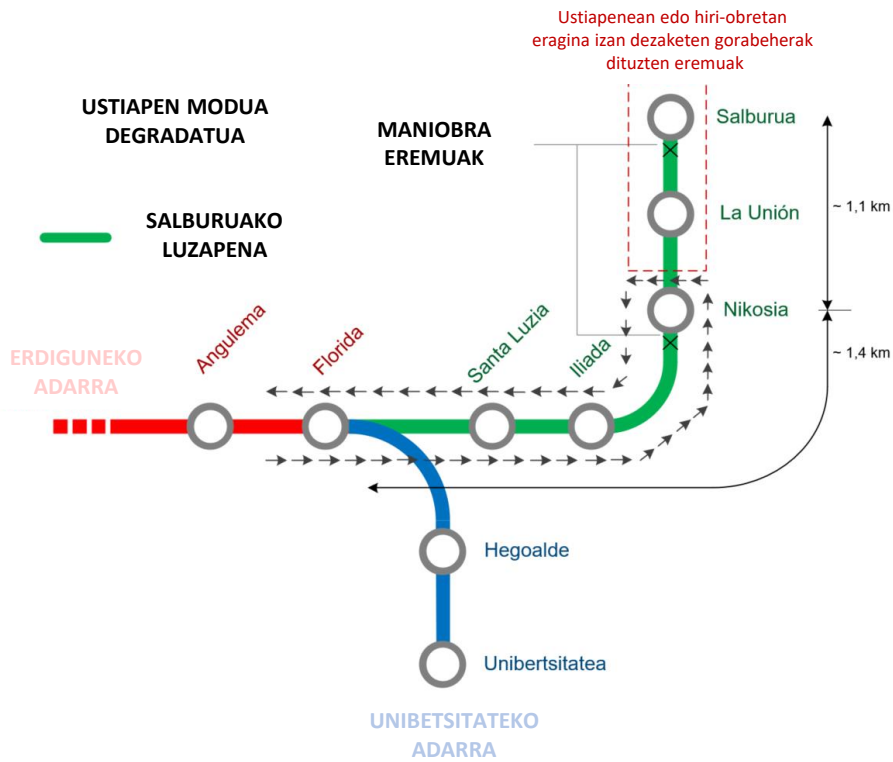 Ustiapenean edo hiri-obretan
eragina izan dezaketen gorabeherak
dituzten eremuak
USTIAPEN MODUA
DEGRADATUA
MANIOBRA
EREMUAK
Salburua
La Unión
~ 1,1 km
SALBURUAKO
LUZAPENA
Nikosia
~ 1,4 km
ERDIGUNEKO
ADARRA
Angulema
Florida
Santa Luzia
Iliada
Hegoalde
Unibertsitatea
UNIBETSITATEKO
ADARRA